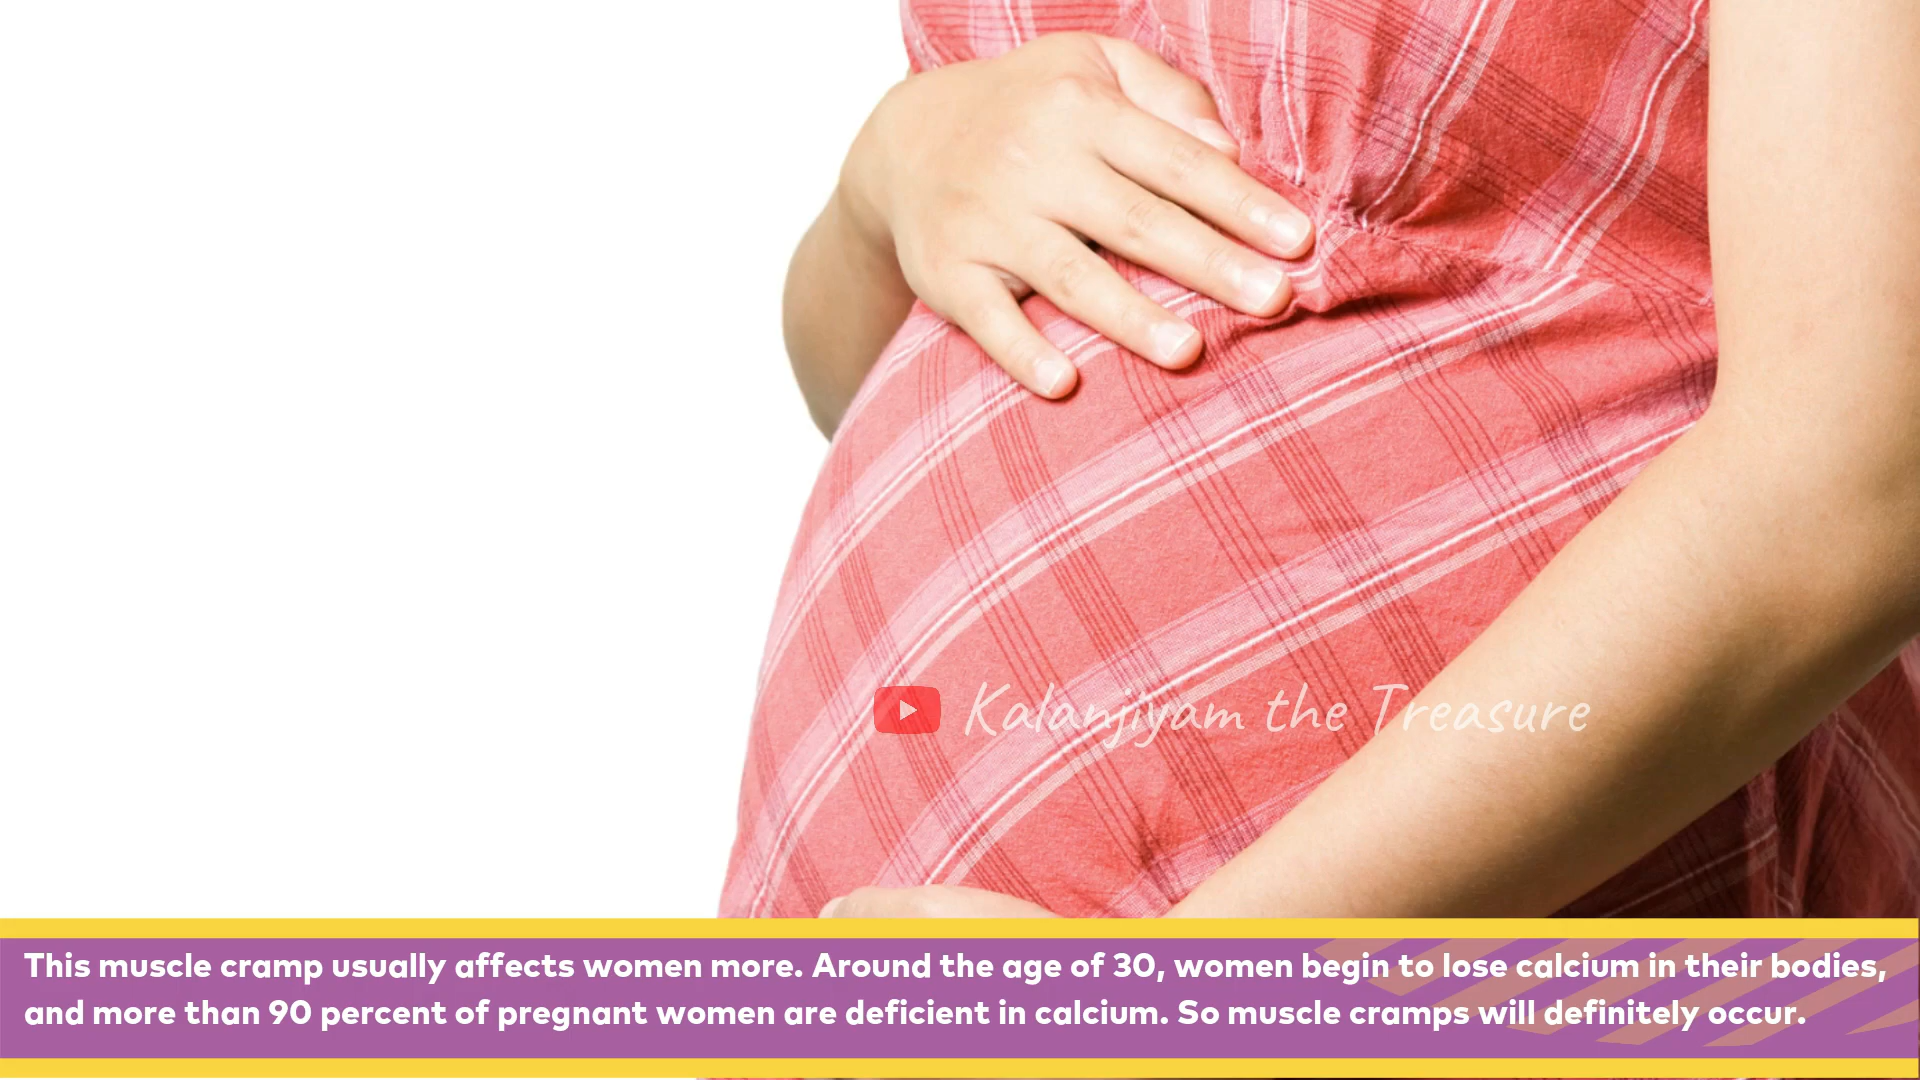 Kalanjiyam the Treasure
This muscle cramp usually affects women more. Around the age of 30, women begin to lose calcium in their bodies,
and more than 90 percent of pregnant women are deficient in calcium. So muscle cramps will definitely occur.